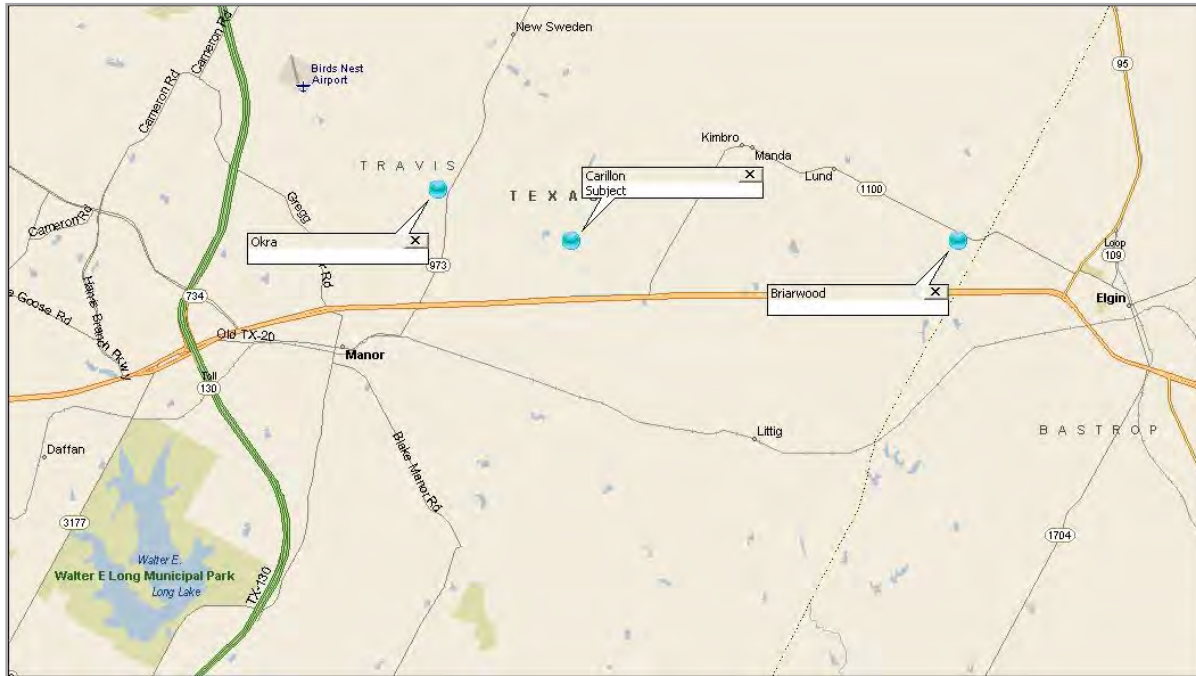 Cameron Rd
Cameron Rd
New Sweden
95
Birds Nest
Airport
Kimbro
Manda
TRAVIS
Lund
Carillon
Subject
TEXAS
1100
Gregg
Cameron Rd
Okra
973
Loop
109
Harris Branch Pkwy
734
Briarwood
Elgin
e Goose Rd
Old TX-20
Manor
Toll
130
Littig
BASTROP
Daffan
Blake-Manor Rd
3177
1704
Walter E.
Walter E Long Municipal Park
Long Lake
TX-130